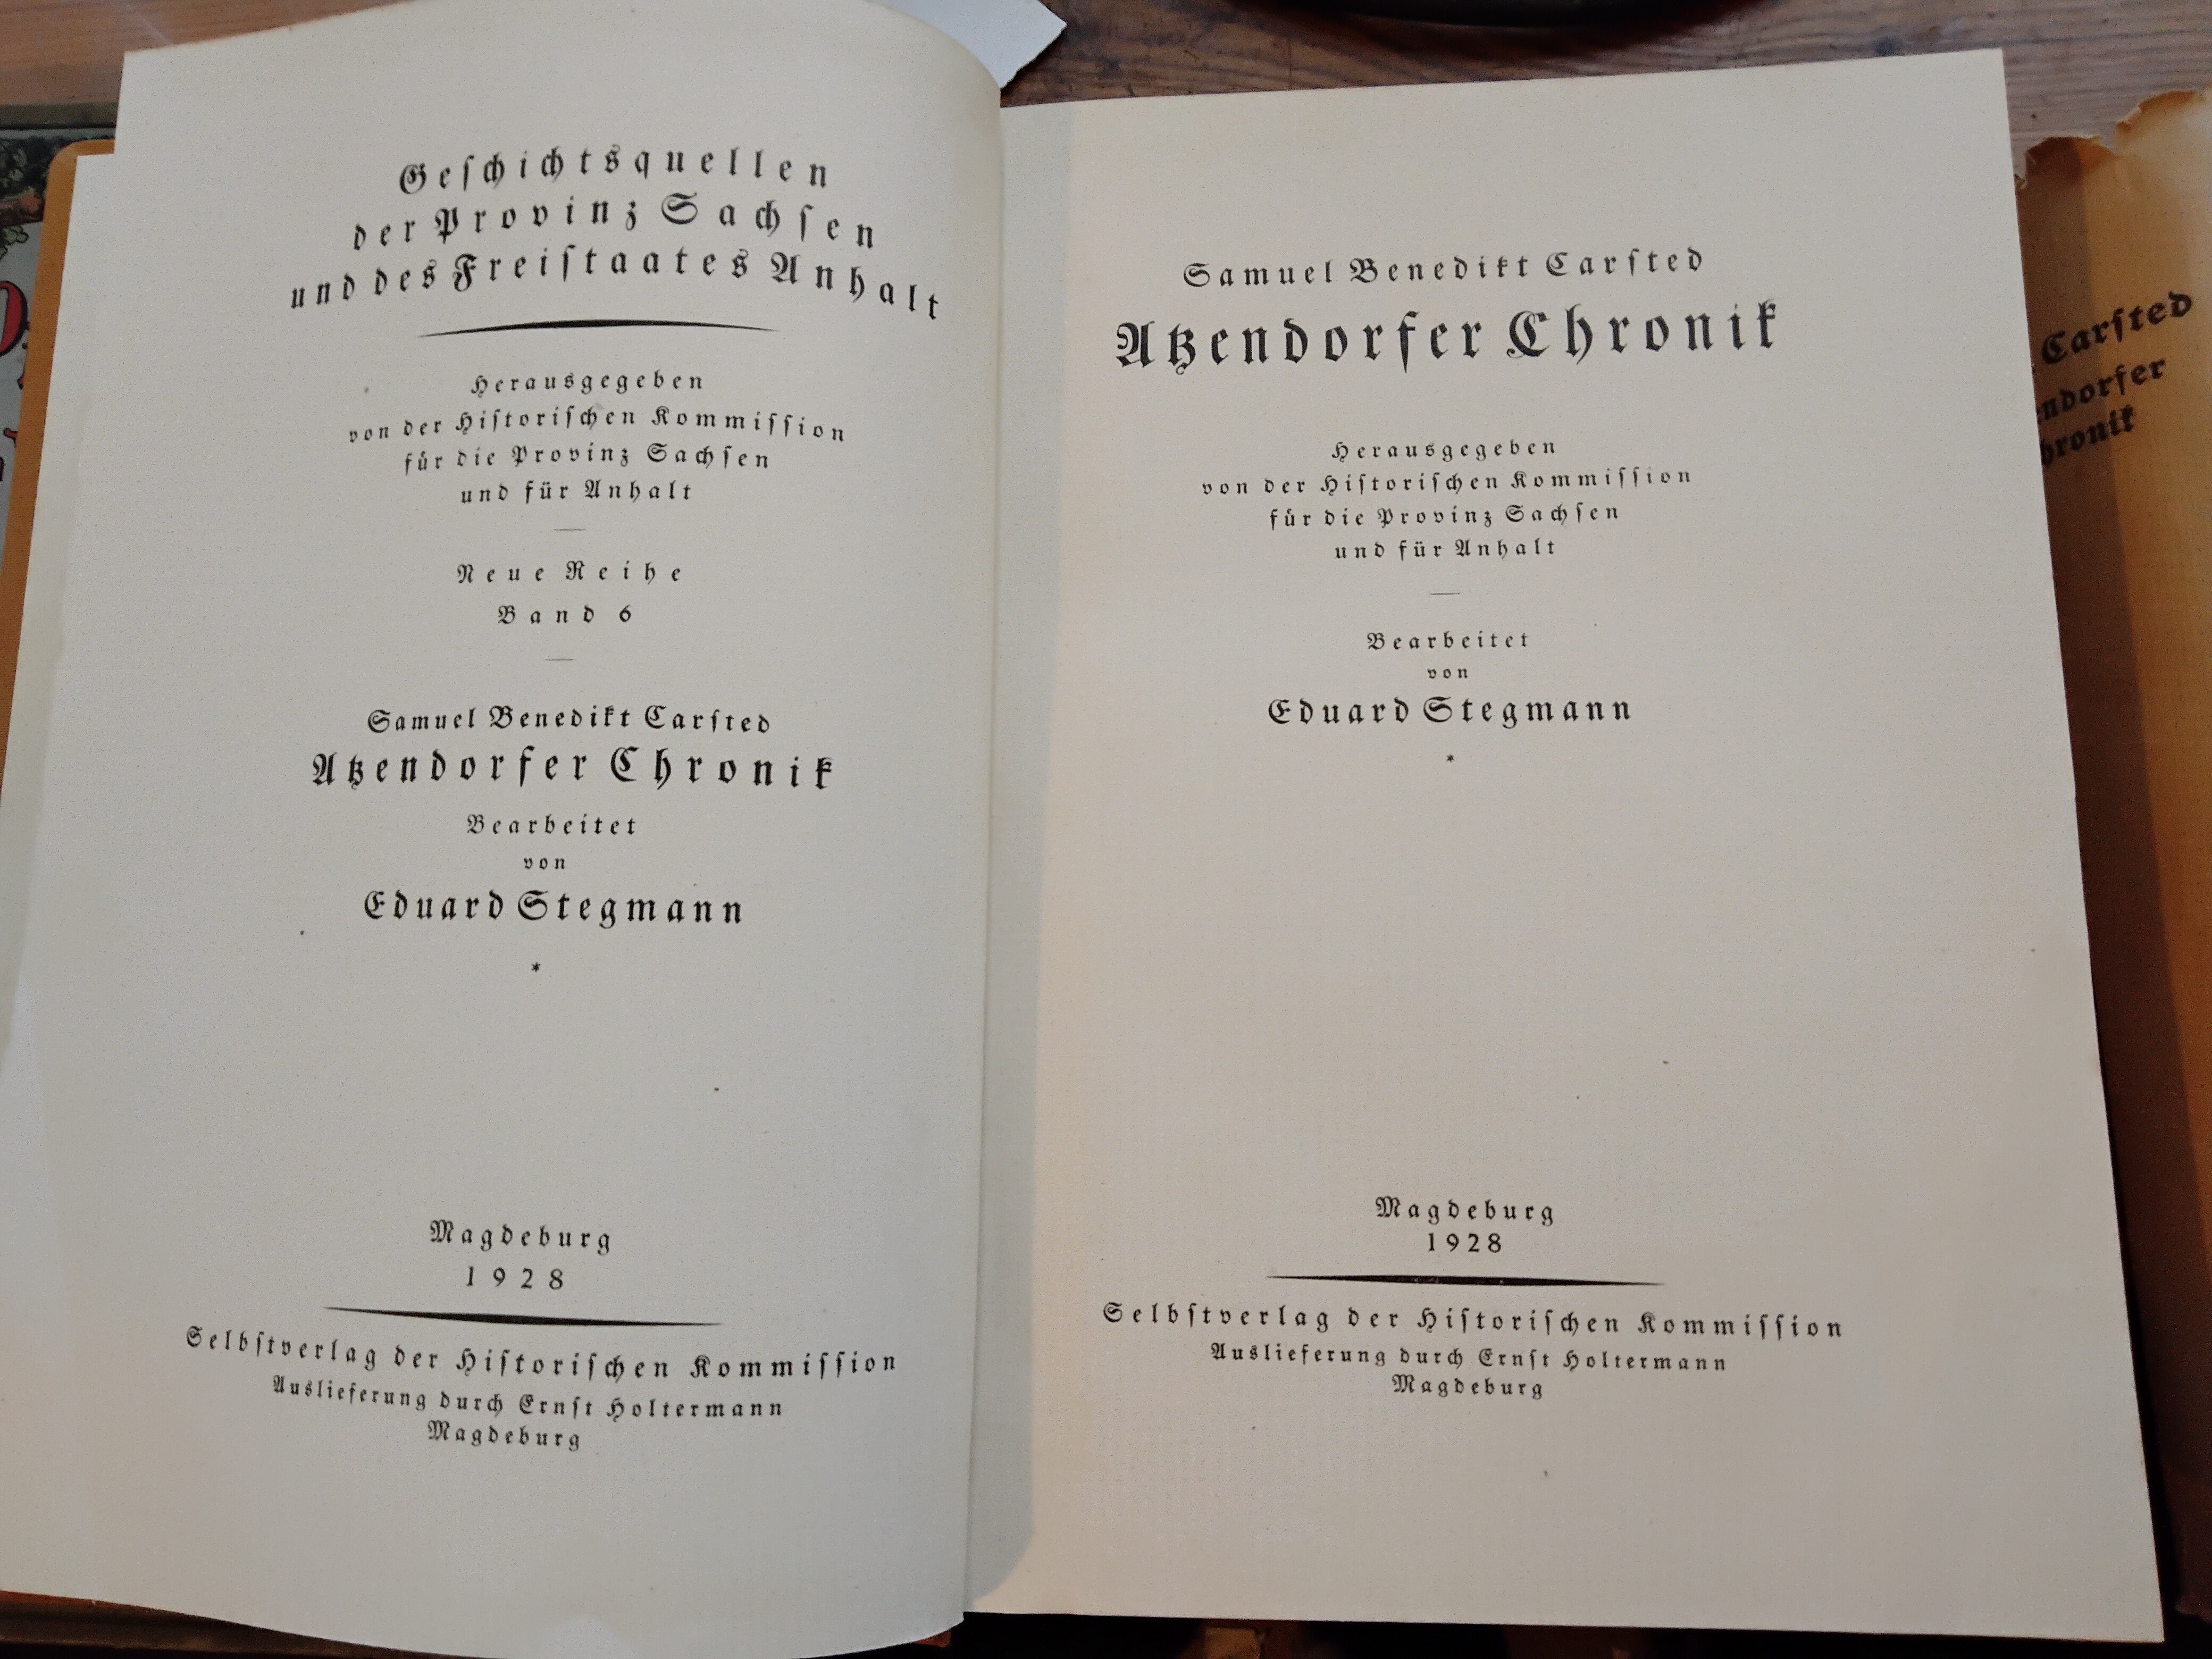 Geſchichtsquellen
der Provinz Sachſen
und des Freiſtaates Anhalt
Herausgegeben
von der Hiſtoriſchen Kommiſſion
für die Provinz Sachſen
und für Anhalt
Neue Reihe
Band 6
Samuel Benedikt Carſted
Atzendorfer Chronik
Bearbeitet
von
Eduard Stegmann
*
Magdeburg
1928
Selbſtverlag der Hiſtoriſchen Kommiſſion
Auslieferung durch Ernſt Holtermann
Magdeburg
Samuel Benedikt Carſted
Atzendorfer Chronik
Herausgegeben
von der Hiſtoriſchen Kommiſſion
für die Provinz Sachſen
und für Anhalt
Bearbeitet
von
Eduard Stegmann
*
Magdeburg
1928
Selbſtverlag der Hiſtoriſchen Kommiſſion
Auslieferung durch Ernſt Holtermann
Magdeburg
Carſted
ndorfer
hronik